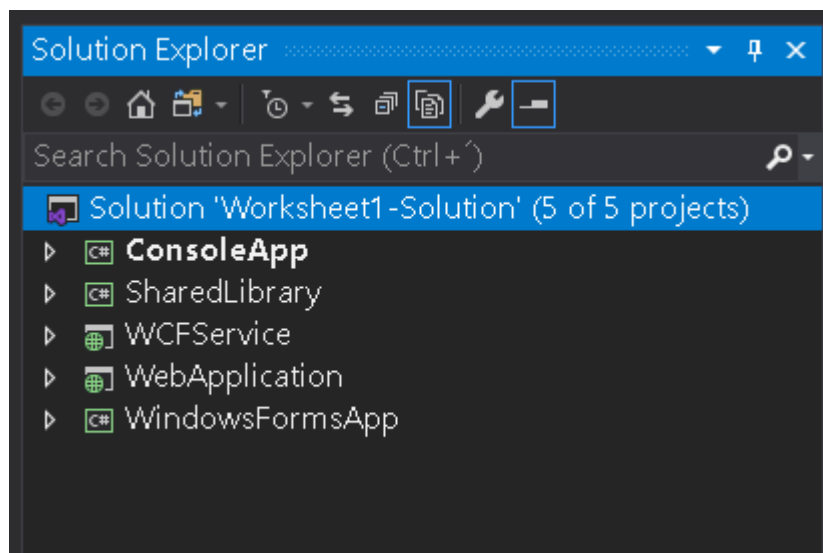 Solution Explorer
Search Solution Explorer (Ctrl+´)
Solution 'Worksheet1-Solution' (5 of 5 projects)
C# ConsoleApp
C# SharedLibrary
WCFService
WebApplication
C# WindowsFormsApp